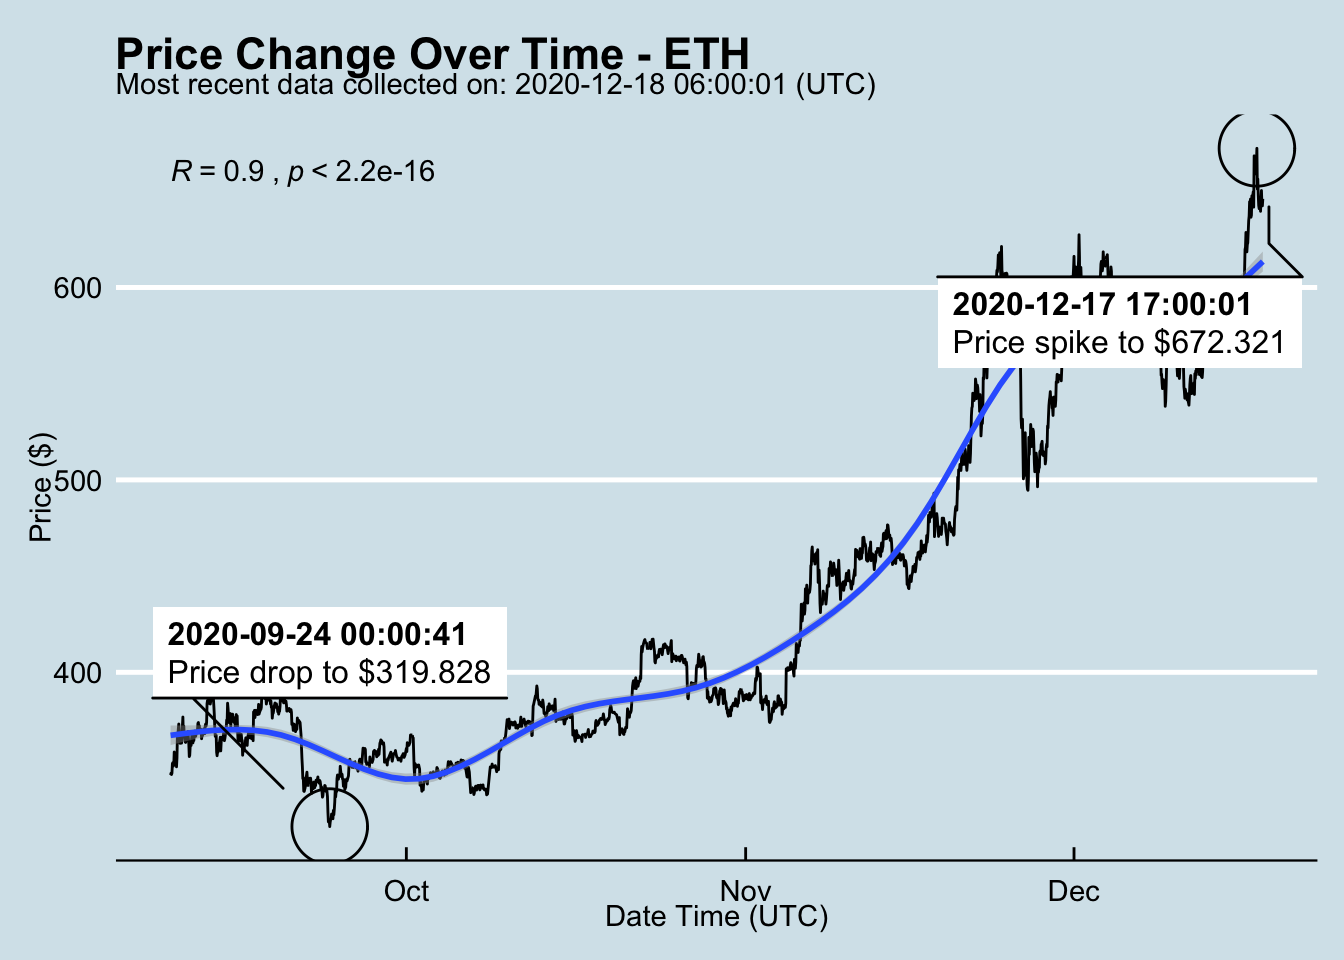 Price Change Over Time - ETH
Most recent data collected on: 2020-12-18 06:00:01 (UTC)
R = 0.9 , p < 2.2e-16
600
2020-12-17 17:00:01
Price spike to $672.321
Price ($)
500
2020-09-24 00:00:41
Price drop to $319.828
400
Oct
Nov
Dec
Date Time (UTC)